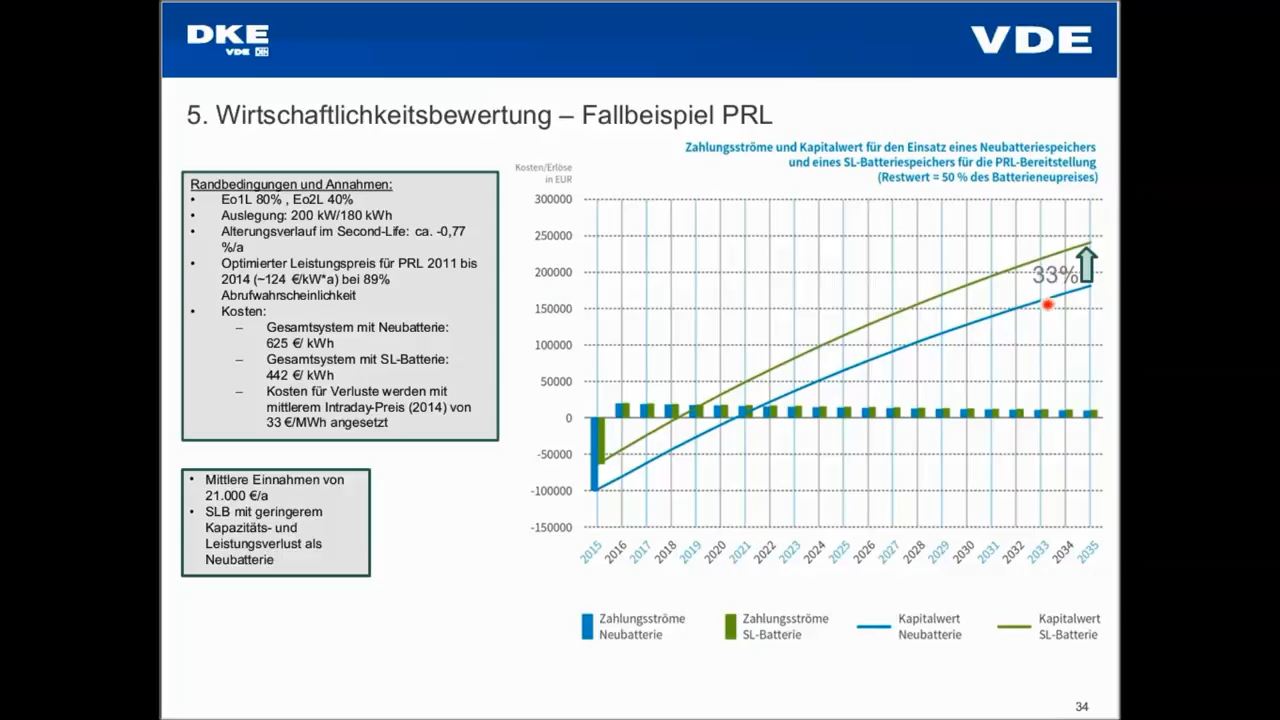 DKE
VDE DIN
VDE
5. Wirtschaftlichkeitsbewertung – Fallbeispiel PRL
Randbedingungen und Annahmen:
• Eo1L 80% , Eo2L 40%
• Auslegung: 200 kW/180 kWh
• Alterungsverlauf im Second-Life: ca. -0,77
%/a
• Optimierter Leistungspreis für PRL 2011 bis
2014 (~124 €/kW*a) bei 89%
Abrufwahrscheinlichkeit
• Kosten:
– Gesamtsystem mit Neubatterie:
625 €/ kWh
– Gesamtsystem mit SL-Batterie:
442 €/ kWh
– Kosten für Verluste werden mit
mittlerem Intraday-Preis (2014) von
33 €/MWh angesetzt
• Mittlere Einnahmen von
21.000 €/a
• SLB mit geringerem
Kapazitäts- und
Leistungsverlust als
Neubatterie
Zahlungsströme und Kapitalwert für den Einsatz eines Neubatteriespeichers
und eines SL-Batteriespeichers für die PRL-Bereitstellung
(Restwert = 50 % des Batterieneupreises)
Kosten/Erlöse
in EUR
300000
250000
200000
150000
100000
50000
0
-50000
-100000
-150000
33%
2015 2016 2017 2018 2019 2020 2021 2022 2023 2024 2025 2026 2027 2028 2029 2030 2031 2032 2033 2034 2035
Zahlungsströme
Neubatterie
Zahlungsströme
SL-Batterie
Kapitalwert
Neubatterie
Kapitalwert
SL-Batterie
34